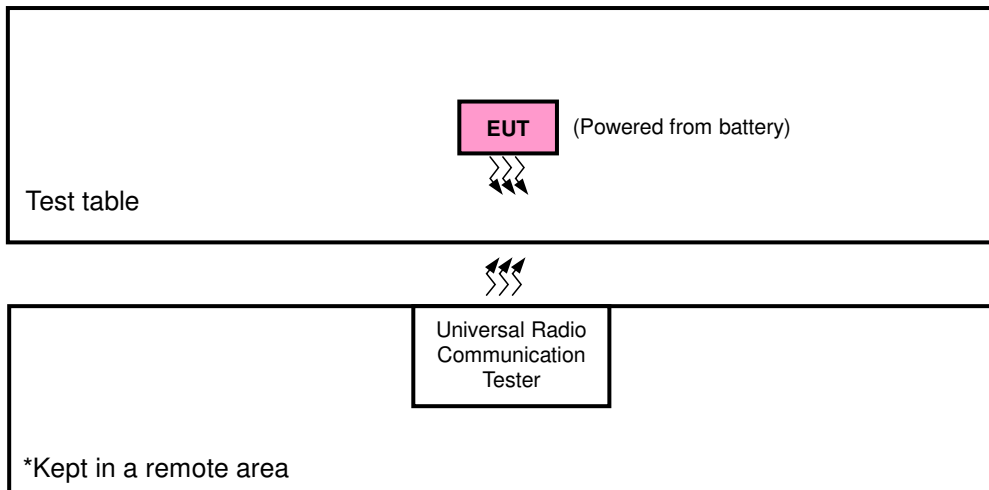 EUT
(Powered from battery)
Test table
Universal Radio
Communication
Tester
*Kept in a remote area